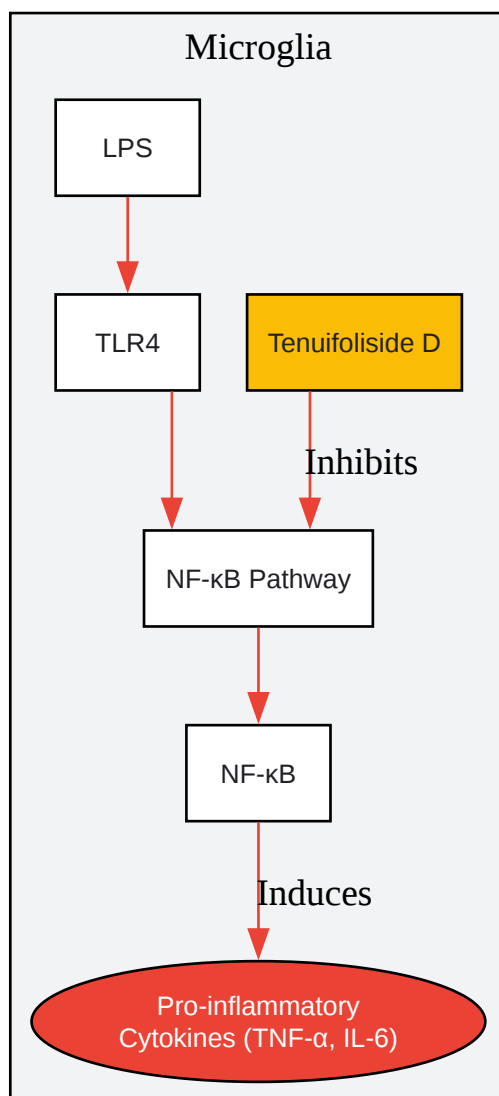 Microglia
LPS
TLR4
Tenuifoliside D
Inhibits
NF-κB Pathway
NF-κB
Induces
Pro-inflammatory
Cytokines (TNF-α, IL-6)